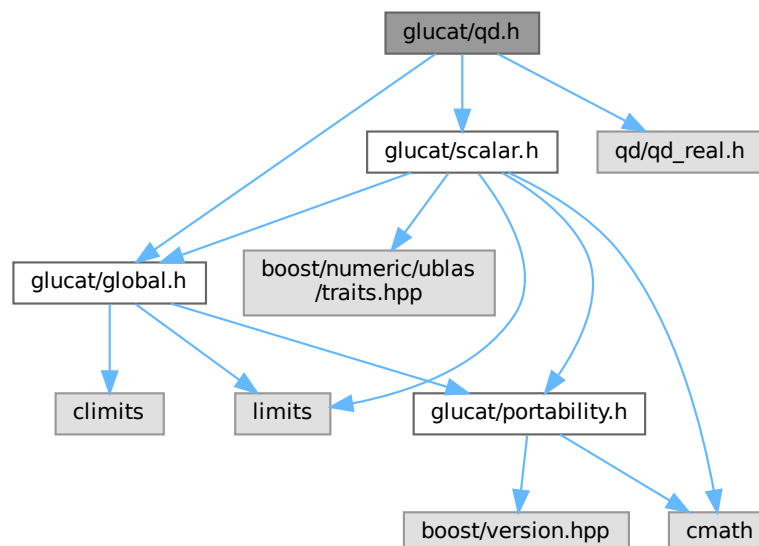 glucat/qd.h
glucat/scalar.h
qd/qd_real.h
glucat/global.h
boost/numeric/ublas
/traits.hpp
climits
limits
glucat/portability.h
boost/version.hpp
cmath